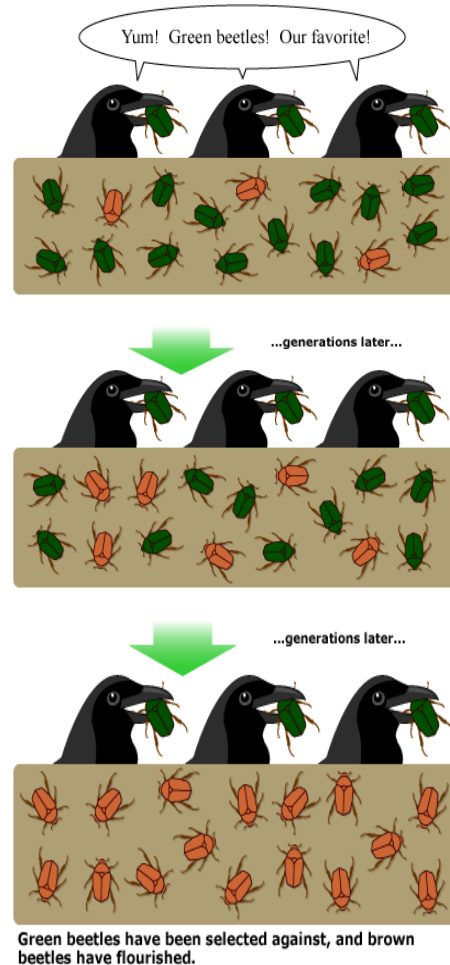 Yum! Green beetles! Our favorite!
...generations later...
...generations later...
Green beetles have been selected against, and brown
beetles have flourished.